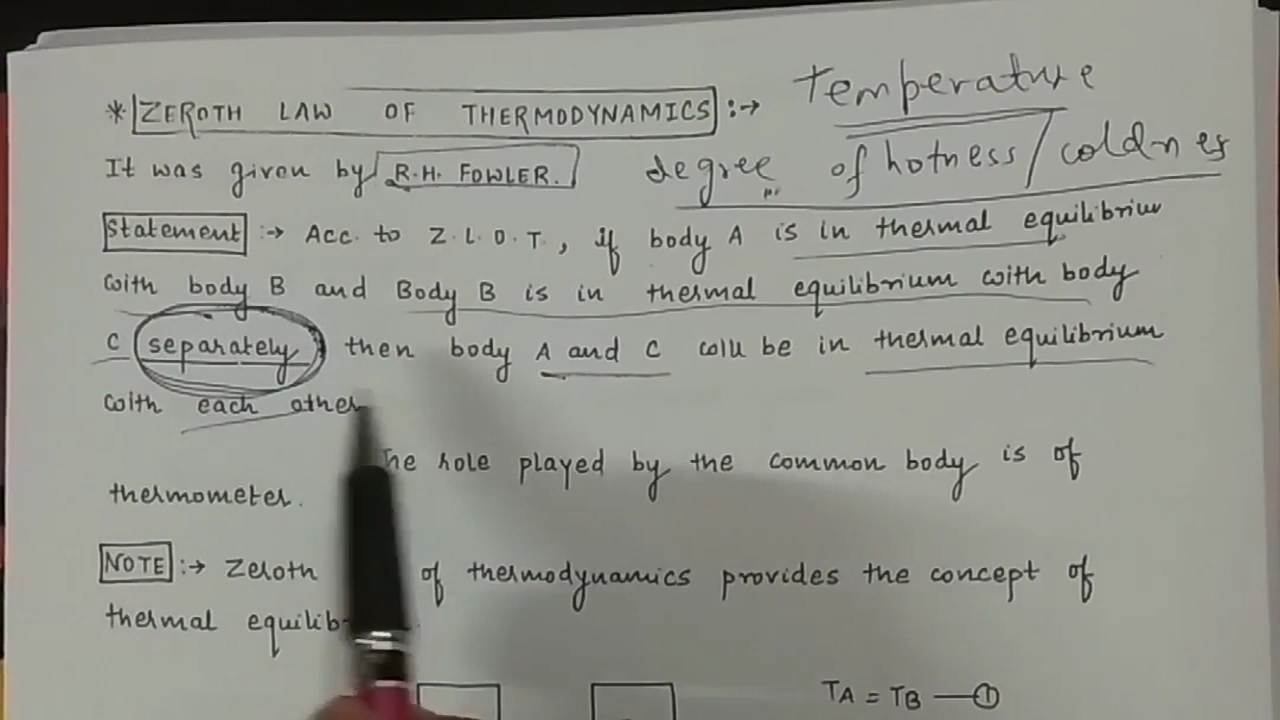 * ZEROTH LAW OF THERMODYNAMICS :→ Temperature
It was given by R.H. FOWLER. degree of hotness / coldness
Statement :→ Acc. to Z.L.O.T., if body A is in thermal equilibrium
with body B and Body B is in thermal equilibrium with body
C separately then body A and C will be in thermal equilibrium
with each other
The role played by the common body is of
thermometer.
NOTE :→ Zeroth of thermodynamics provides the concept of
thermal
TA = TB —①